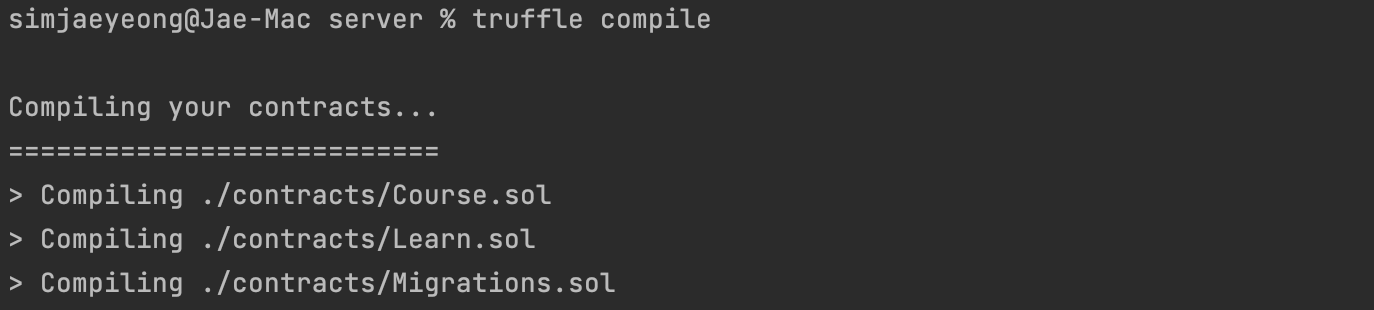 simjaeyeong@Jae-Mac server % truffle compile
Compiling your contracts...
===========================
> Compiling ./contracts/Course.sol
> Compiling ./contracts/Learn.sol
> Compiling ./contracts/Migrations.sol